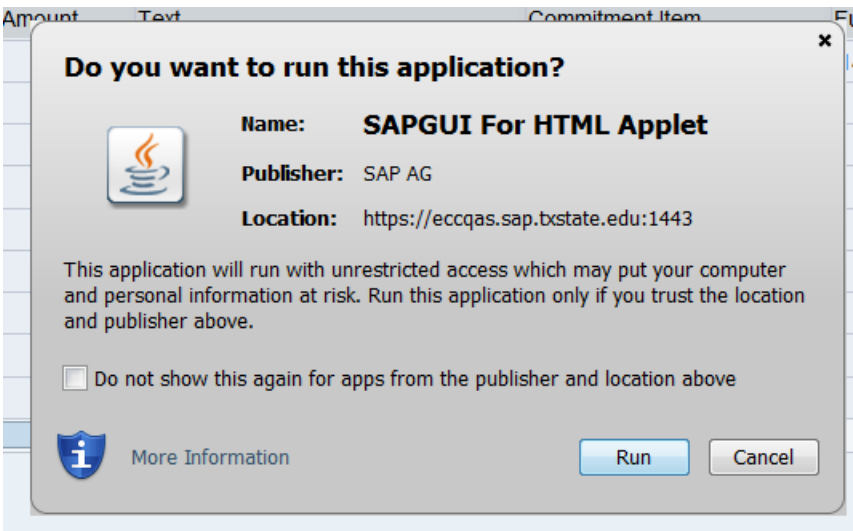 Amount Text Commitment Item
Do you want to run this application?
Name: SAPGUI For HTML Applet
Publisher: SAP AG
Location: https://eccqas.sap.txstate.edu:1443
This application will run with unrestricted access which may put your computer
and personal information at risk. Run this application only if you trust the location
and publisher above.
Do not show this again for apps from the publisher and location above
More Information Run Cancel